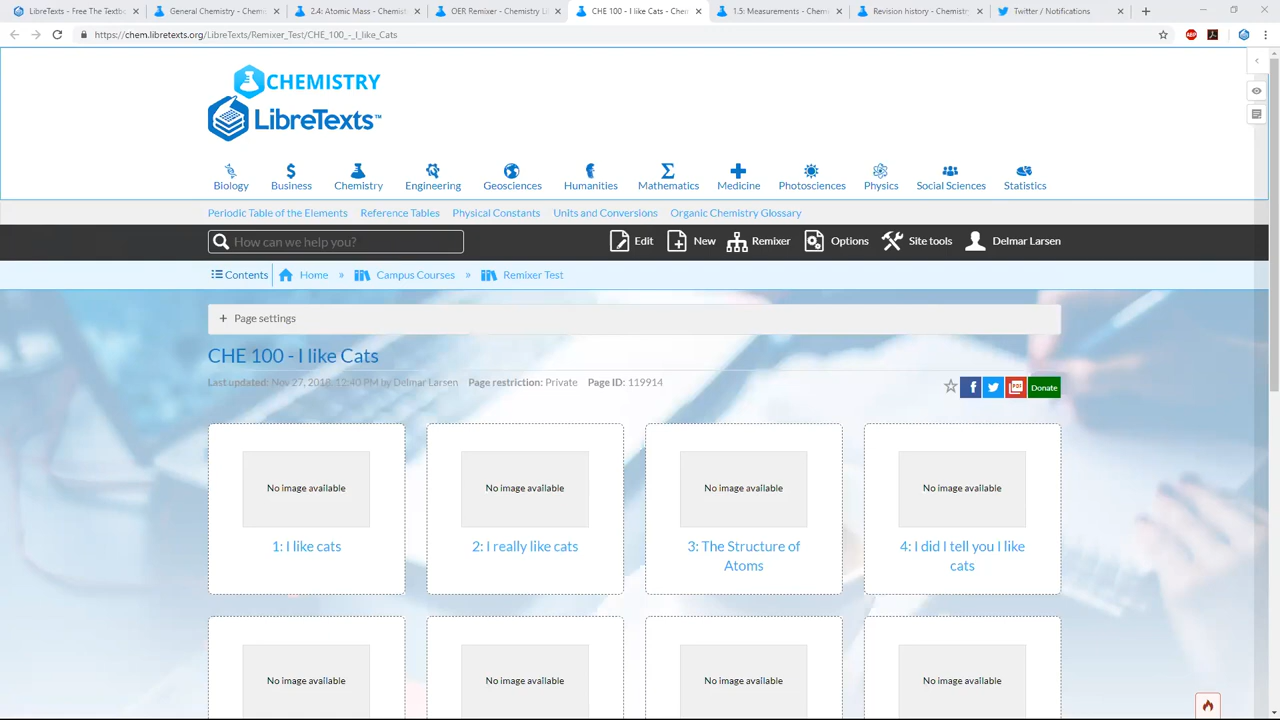 LibreTexts - Free The Textbo
General Chemistry - Chemis
2.4: Atomic Mass - Chemist
OER Remixer - Chemistry Li
CHE 100 - I like Cats - Chem
1.5: Measurements - Chemi
Revision history - Chemistry
Twitter / Notifications
https://chem.libretexts.org/LibreTexts/Remixer_Test/CHE_100_-_I_like_Cats
ABP
CHEMISTRY
LibreTexts™
Biology Business Chemistry Engineering Geosciences Humanities Mathematics Medicine Photosciences Physics Social Sciences Statistics
Periodic Table of the Elements Reference Tables Physical Constants Units and Conversions Organic Chemistry Glossary
How can we help you? Edit New Remixer Options Site tools Delmar Larsen
Contents Home » Campus Courses » Remixer Test
+ Page settings
CHE 100 - I like Cats
Last updated: Nov 27, 2018, 12:40 PM by Delmar Larsen Page restriction: Private Page ID: 119914
PDF
Donate
No image available No image available No image available No image available
1: I like cats
2: I really like cats
3: The Structure of
Atoms
4: I did I tell you I like
cats
No image available No image available No image available No image available